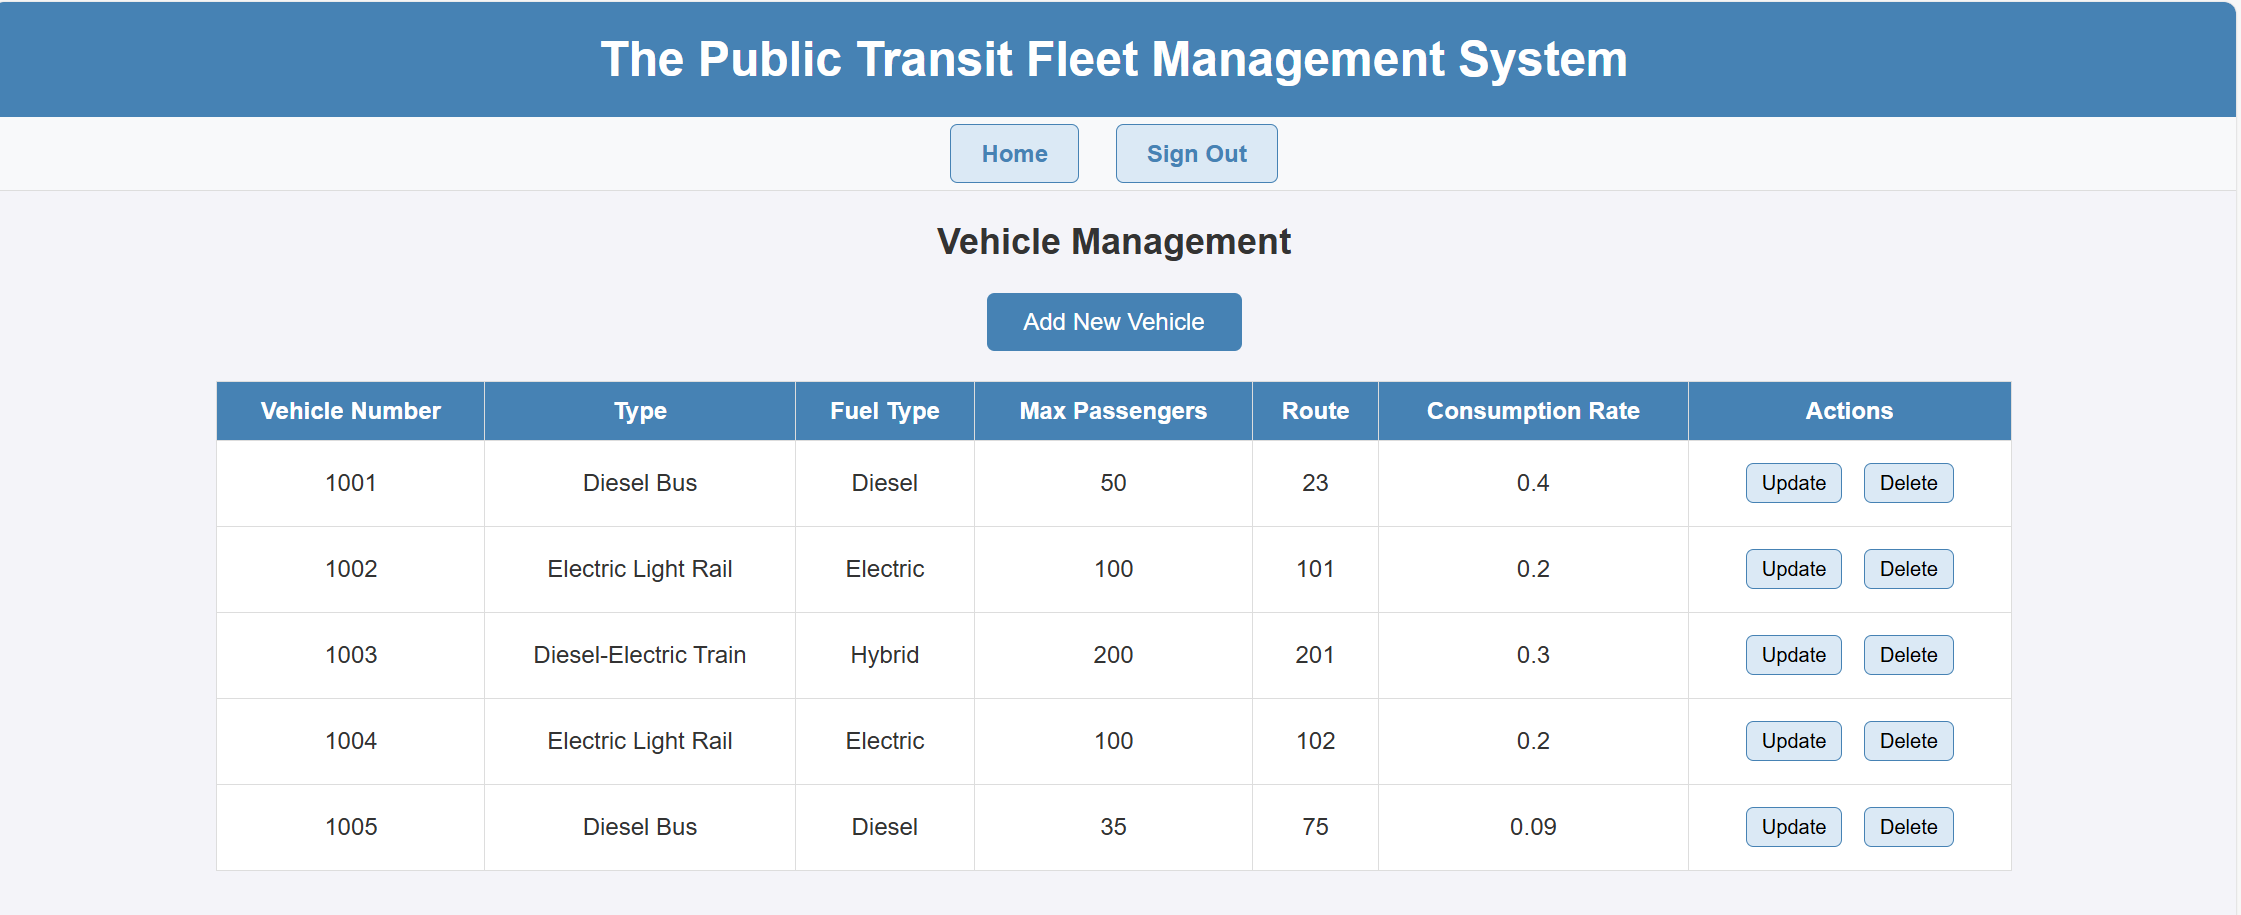 The Public Transit Fleet Management System
Home Sign Out
Vehicle Management
Add New Vehicle
Vehicle Number Type Fuel Type Max Passengers Route Consumption Rate Actions
1001 Diesel Bus Diesel 50 23 0.4 Update Delete
1002 Electric Light Rail Electric 100 101 0.2 Update Delete
1003 Diesel-Electric Train Hybrid 200 201 0.3 Update Delete
1004 Electric Light Rail Electric 100 102 0.2 Update Delete
1005 Diesel Bus Diesel 35 75 0.09 Update Delete